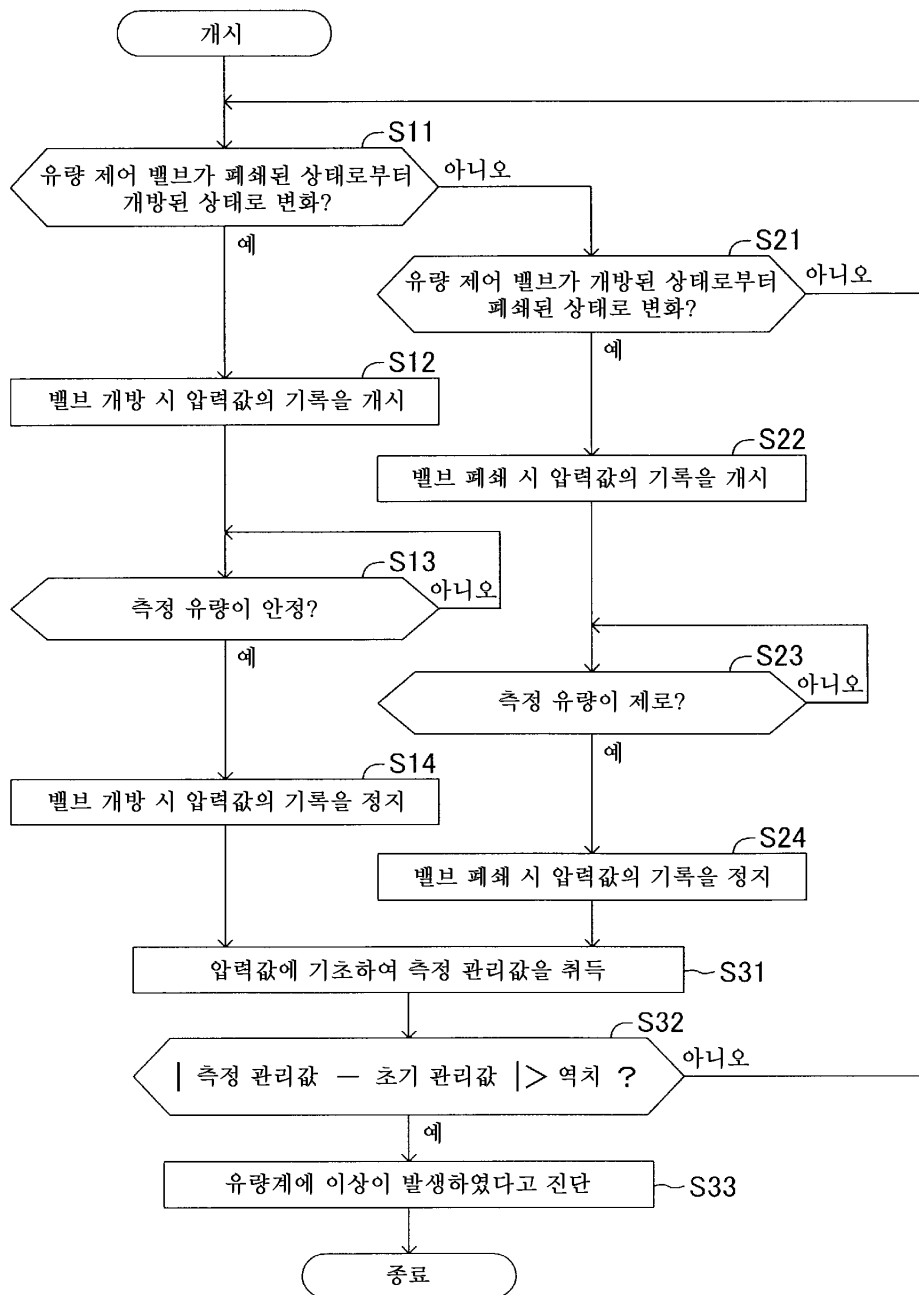 개시
S11
유량 제어 밸브가 폐쇄된 상태로부터
개방된 상태로 변화?
아니오
예
S21
유량 제어 밸브가 개방된 상태로부터
폐쇄된 상태로 변화?
아니오
예
S12
밸브 개방 시 압력값의 기록을 개시
S22
밸브 폐쇄 시 압력값의 기록을 개시
S13
측정 유량이 안정?
아니오
예
S23
측정 유량이 제로?
아니오
예
S14
밸브 개방 시 압력값의 기록을 정지
S24
밸브 폐쇄 시 압력값의 기록을 정지
압력값에 기초하여 측정 관리값을 취득
S31
S32
| 측정 관리값 － 초기 관리값 |＞ 역치 ?
아니오
예
유량계에 이상이 발생하였다고 진단
S33
종료